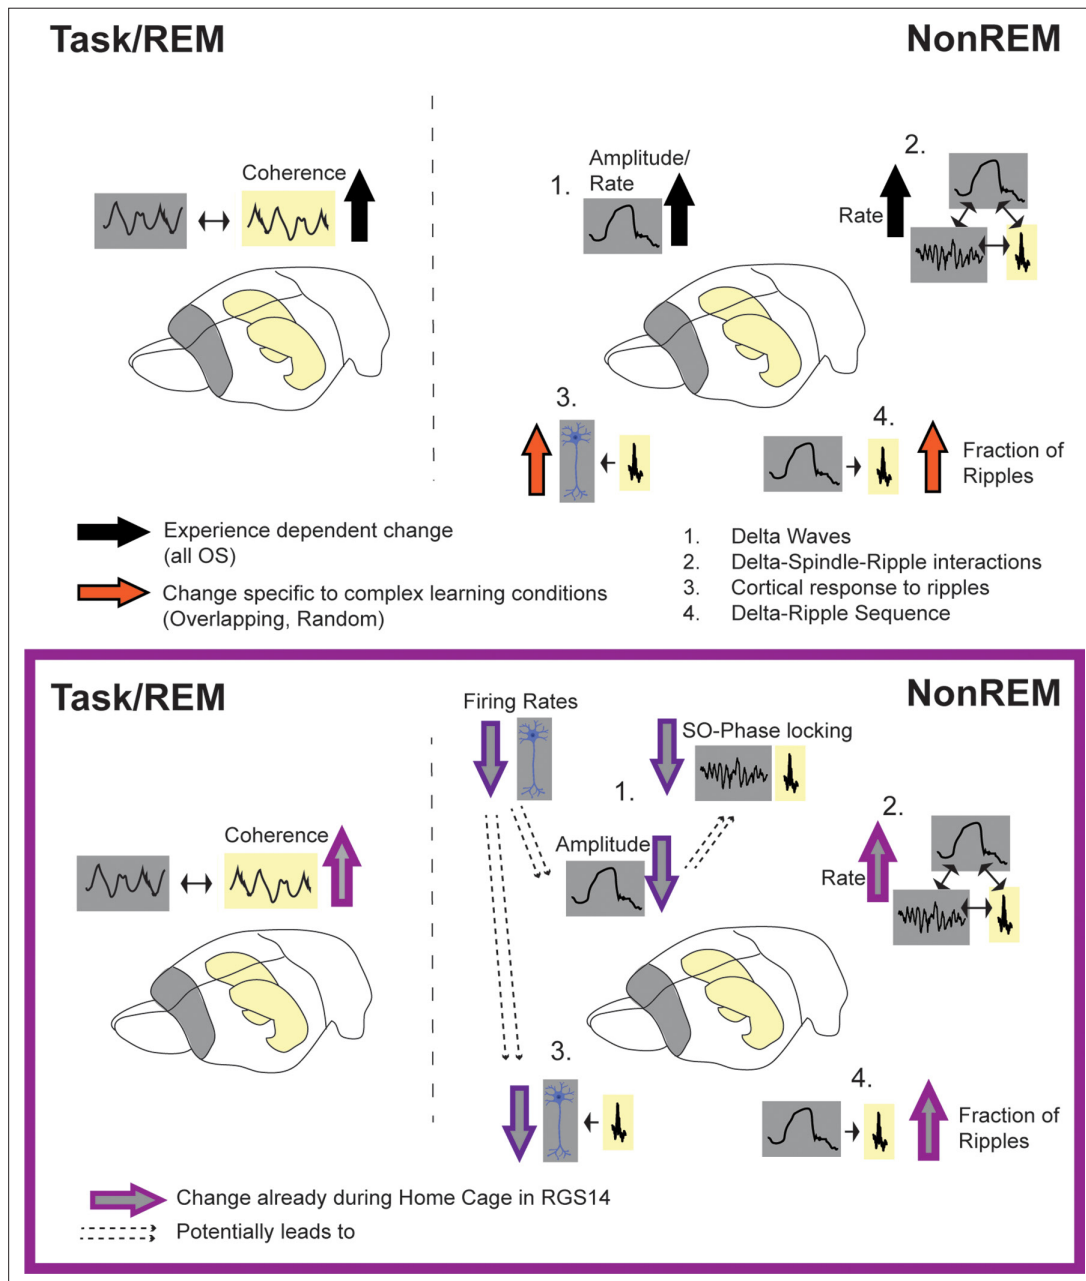 Task/REM
NonREM
Coherence
Amplitude/
Rate
1.
2.
Rate
3.
4.
Fraction of
Ripples
Experience dependent change
(all OS)
Change specific to complex learning conditions
(Overlapping, Random)
1. Delta Waves
2. Delta-Spindle-Ripple interactions
3. Cortical response to ripples
4. Delta-Ripple Sequence
Task/REM
NonREM
Firing Rates
SO-Phase locking
1.
2.
Coherence
Amplitude
Rate
3.
4.
Fraction of
Ripples
Change already during Home Cage in RGS14
Potentially leads to